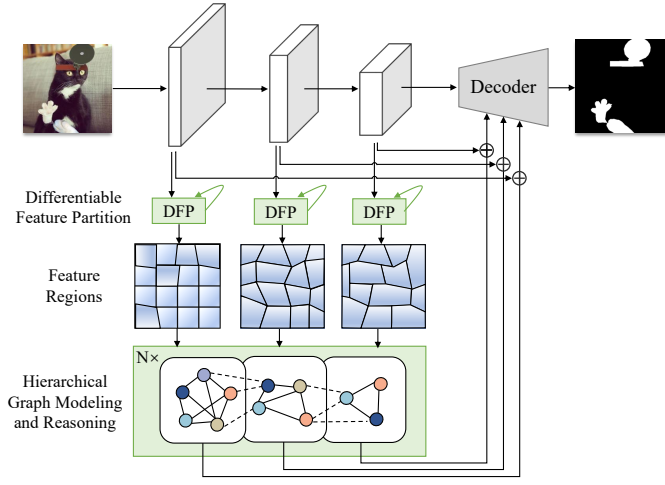 Decoder
Differentiable
Feature Partition
DFP
DFP
DFP
Feature
Regions
N×
Hierarchical
Graph Modeling
and Reasoning